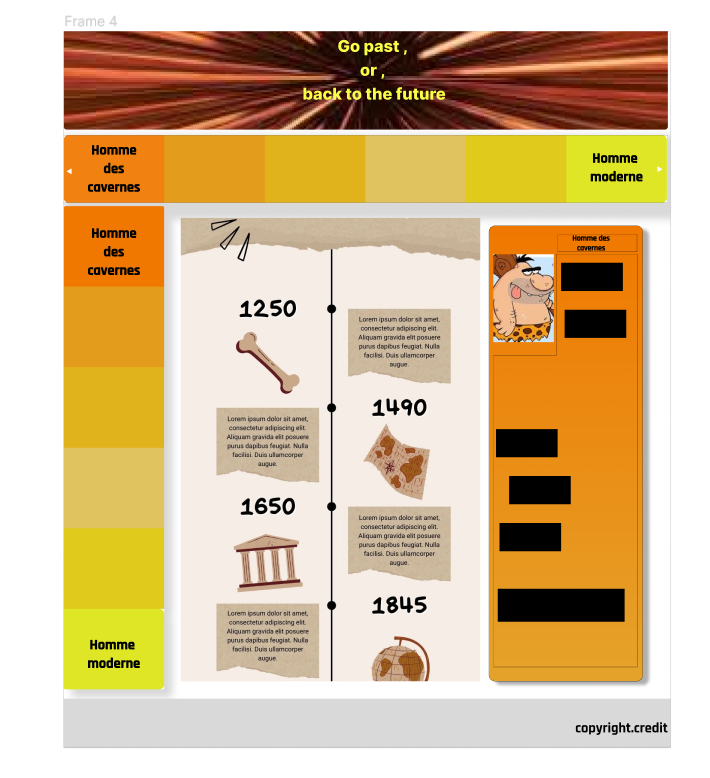 Frame 4
Go past ,
or ,
back to the future
Homme
des
cavernes
Homme
moderne
Homme
des
cavernes
Homme
moderne
1250
Lorem ipsum dolor sit amet,
consectetur adipiscing elit.
Aliquam gravida elit posuere
purus dapibus feugiat. Nulla
facilisi. Duis ullamcorper
augue.
1490
Lorem ipsum dolor sit amet,
consectetur adipiscing elit.
Aliquam gravida elit posuere
purus dapibus feugiat. Nulla
facilisi. Duis ullamcorper
augue.
1650
Lorem ipsum dolor sit amet,
consectetur adipiscing elit.
Aliquam gravida elit posuere
purus dapibus feugiat. Nulla
facilisi. Duis ullamcorper
augue.
1845
Lorem ipsum dolor sit amet,
consectetur adipiscing elit.
Aliquam gravida elit posuere
purus dapibus feugiat. Nulla
facilisi. Duis ullamcorper
augue.
Homme des
cavernes
copyright.credit